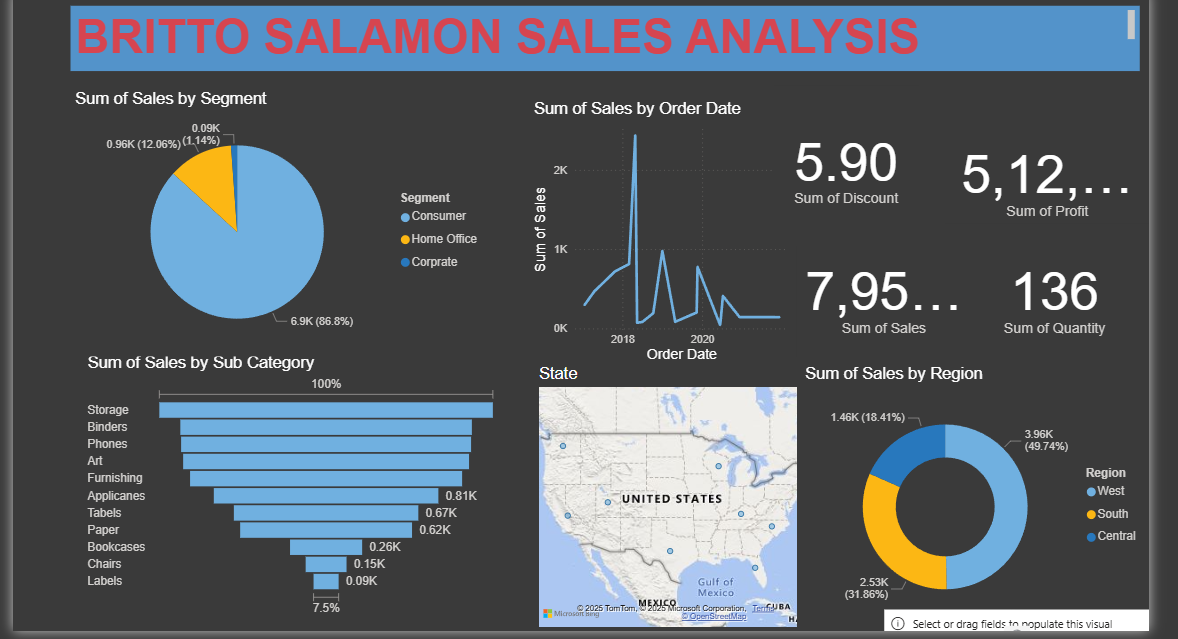 BRITTO SALAMON SALES ANALYSIS
Sum of Sales by Segment
0.09K
(1.14%)
0.96K (12.06%)
6.9K (86.8%)
Segment
Consumer
Home Office
Corprate
Sum of Sales by Order Date
Sum of Sales
2K
1K
0K
2018
2020
Order Date
5.90
Sum of Discount
5,12,...
Sum of Profit
7,95...
Sum of Sales
136
Sum of Quantity
Sum of Sales by Sub Category
100%
Storage
Binders
Phones
Art
Furnishing
Applicanes
0.81K
Tabels
0.67K
Paper
0.62K
Bookcases
0.26K
Chairs
0.15K
Labels
0.09K
7.5%
State
UNITED STATES
Gulf of
Mexico
MEXICO
CUBA
Microsoft Bing
© 2025 TomTom, © 2025 Microsoft Corporation,
© OpenStreetMap
Sum of Sales by Region
1.46K (18.41%)
3.96K
(49.74%)
2.53K
(31.86%)
Region
West
South
Central
Select or drag fields to populate this visual